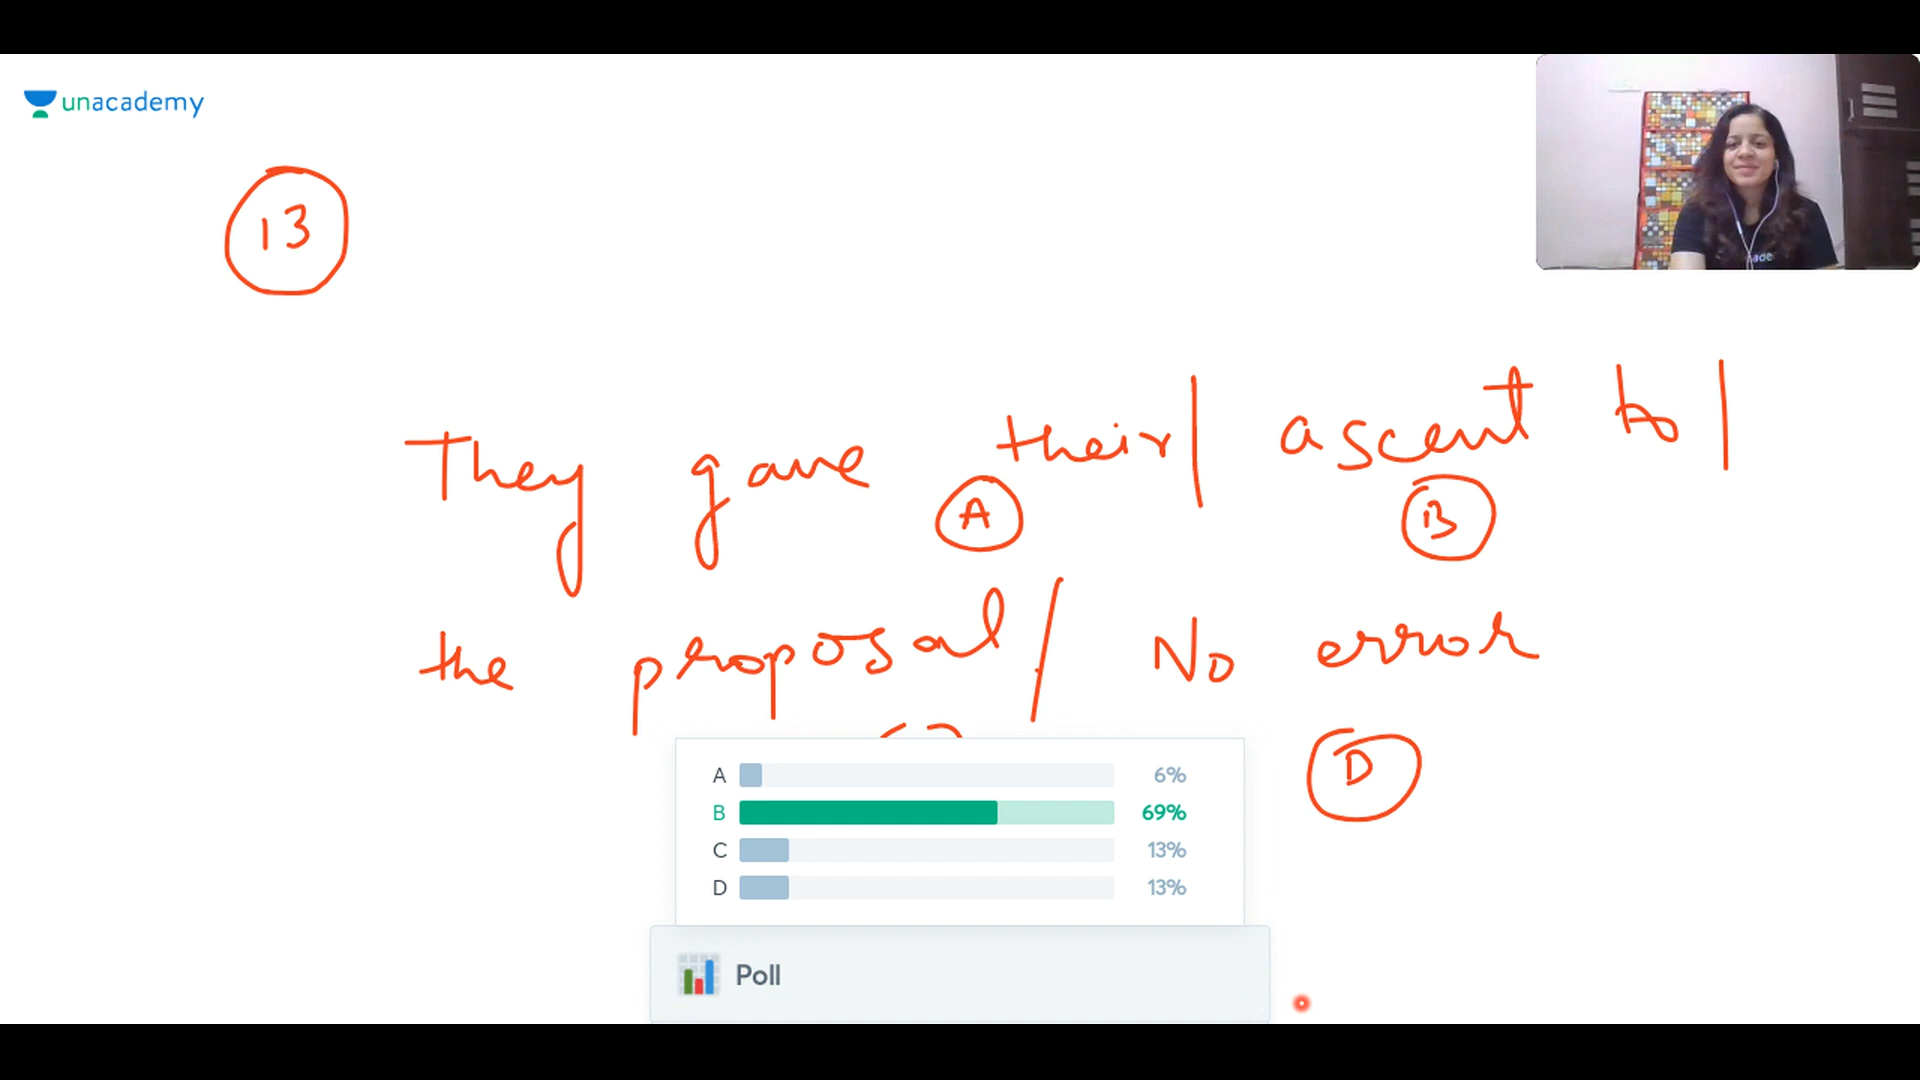 unacademy
13
They gave their| ascent to|
A B
the proposal/ No error
D
A 6%
B 69%
C 13%
D 13%
Poll